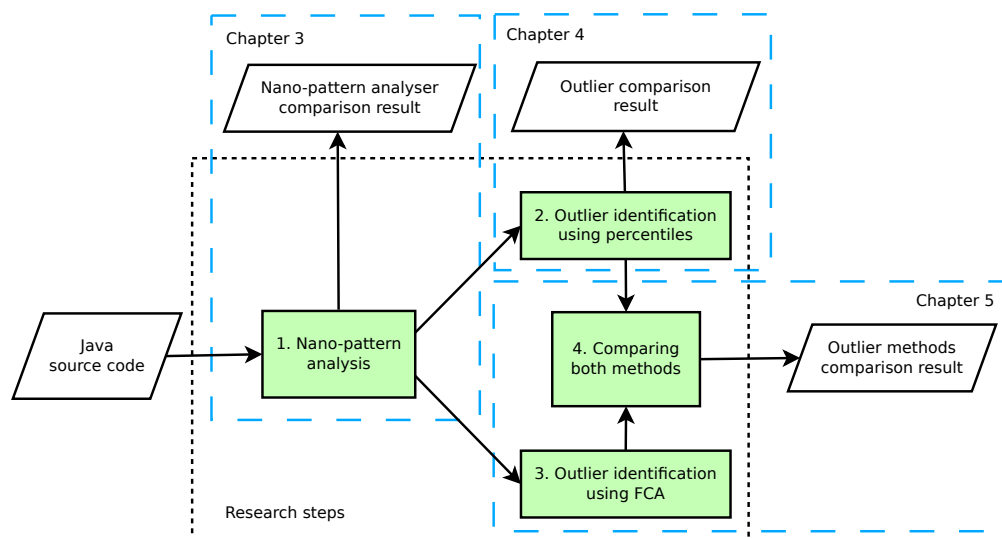 Chapter 3
Nano-pattern analyser
comparison result
Chapter 4
Outlier comparison
result
2. Outlier identification
using percentiles
Java
source code
1. Nano-pattern
analysis
Chapter 5
4. Comparing
both methods
Outlier methods
comparison result
3. Outlier identification
using FCA
Research steps